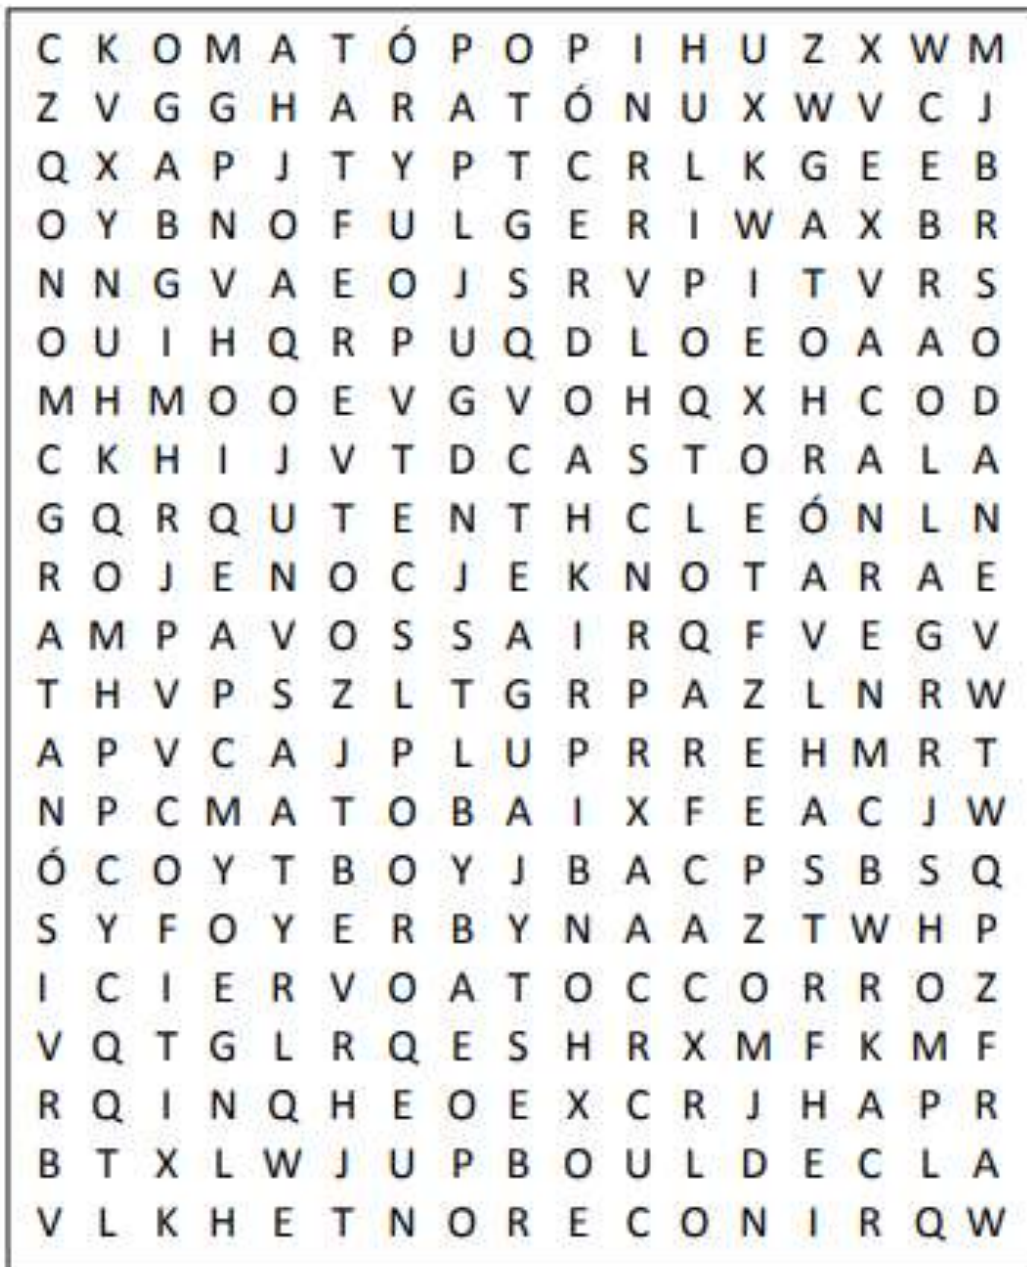 C K O M A T Ó P O P I H U Z X W M
Z V G G H A R A T Ó N U X W V C J
Q X A P J T Y P T C R L K G E E B
O Y B N O F U L G E R I W A X B R
N N G V A E O J S R V P I T V R S
O U I H Q R P U Q D L O E O A A O
M H M O O E V G V O H Q X H C O D
C K H I J V T D C A S T O R A L A
G Q R Q U T E N T H C L E Ó N L N
R O J E N O C J E K N O T A R A E
A M P A V O S S A I R Q F V E G V
T H V P S Z L T G R P A Z L N R W
A P V C A J P L U P R R E H M R T
N P C M A T O B A I X F E A C J W
Ó C O Y T B O Y J B A C P S B S Q
S Y F O Y E R B Y N A A Z T W H P
I C I E R V O A T O C C O R R O Z
V Q T G L R Q E S H R X M F K M F
R Q I N Q H E O E X C R J H A P R
B T X L W J U P B O U L D E C L A
V L K H E T N O R E C O N I R Q W